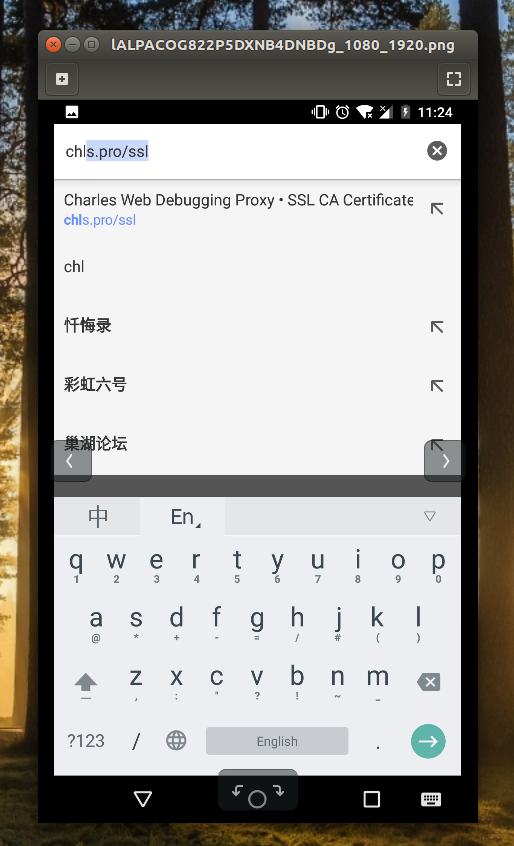 lALPACOG822P5DXNB4DNBDg_1080_1920.png
11:24
chls.pro/ssl
Charles Web Debugging Proxy • SSL CA Certificate
chls.pro/ssl
chl
忏悔录
彩虹六号
巢湖论坛
中 En
q w e r t y u i o p
1 2 3 4 5 6 7 8 9 0
a s d f g h j k l
@ * + - = / # ( )
z x c v b n m
, : " ? ! ~ _
?123 / English .